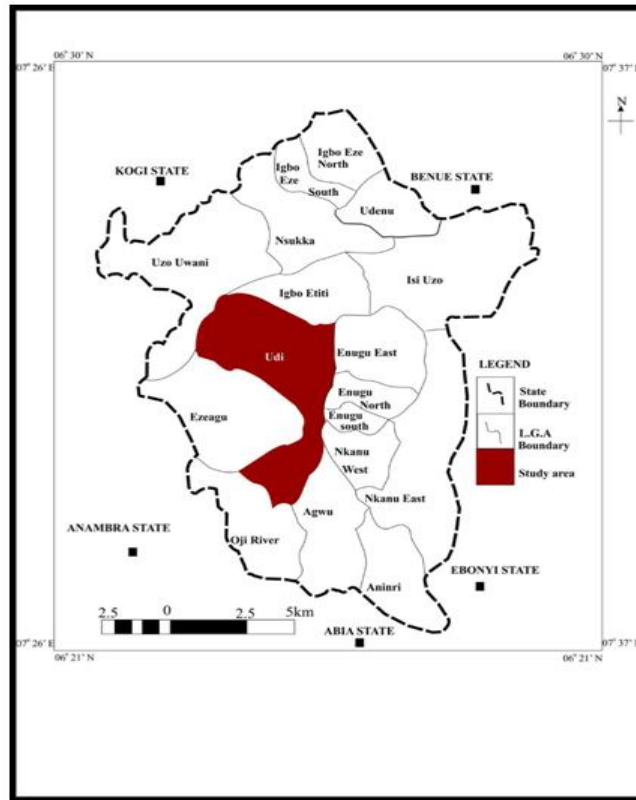 06° 30" N
06° 30" N
07° 26" E
07° 37" E
N
KOGI STATE
BENUE STATE
Igbo Eze
North
Igbo
Eze
South
Udenu
Nsukka
Uzo Uwani
Isi Uzo
Igbo Etiti
Udi
Enugu East
Enugu
North
Enugu
south
Ezeagu
Nkanu
West
Nkanu East
Agwu
Oji River
Aninri
LEGEND
State
Boundary
L.G.A
Boundary
Study area
ANAMBRA STATE
EBONYI STATE
2.5
0
2.5
5km
ABIA STATE
07° 26" E
07° 37" E
06° 21" N
06° 21" N